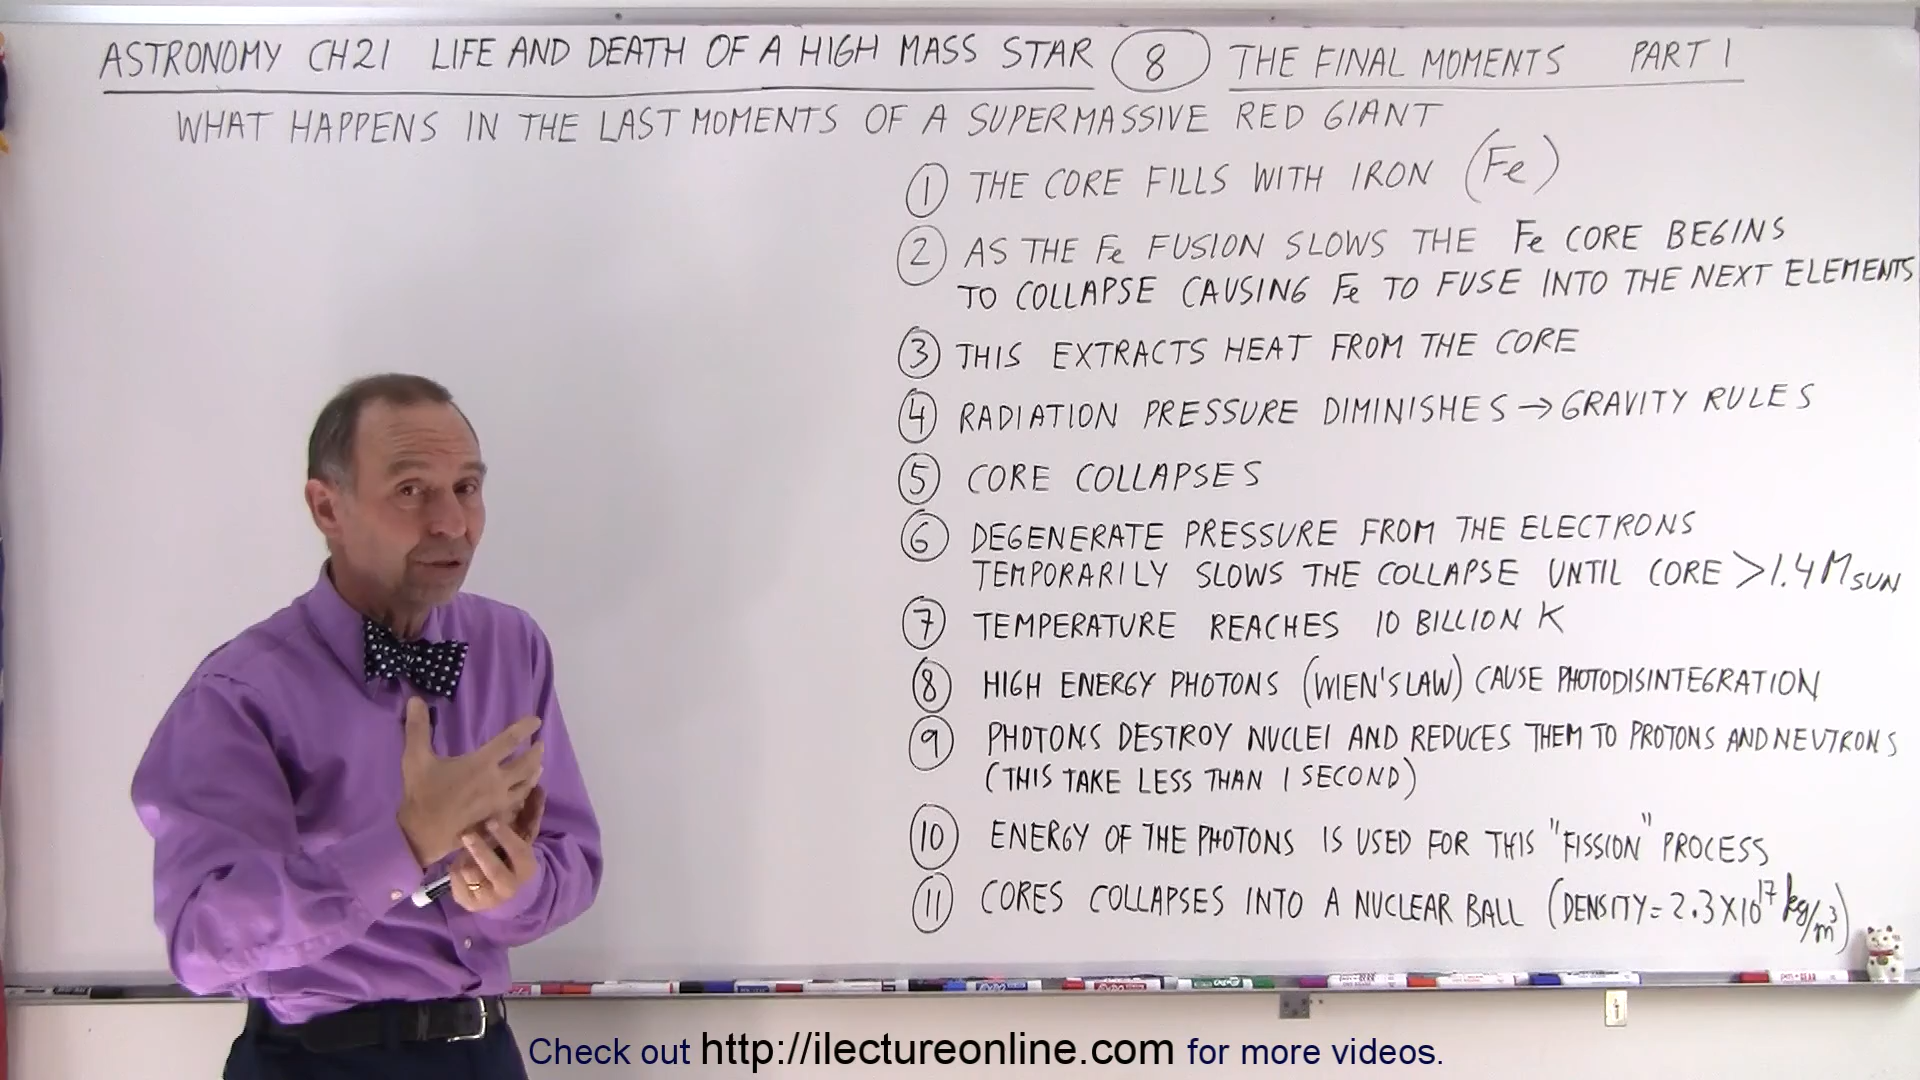 ASTRONOMY CH21 LIFE AND DEATH OF A HIGH MASS STAR 8 THE FINAL MOMENTS PART 1
WHAT HAPPENS IN THE LAST MOMENTS OF A SUPERMASSIVE RED GIANT
1 THE CORE FILLS WITH IRON (Fe)
2 AS THE Fe FUSION SLOWS THE Fe CORE BEGINS
TO COLLAPSE CAUSING Fe TO FUSE INTO THE NEXT ELEMENTS
3 THIS EXTRACTS HEAT FROM THE CORE
4 RADIATION PRESSURE DIMINISHES → GRAVITY RULES
5 CORE COLLAPSES
6 DEGENERATE PRESSURE FROM THE ELECTRONS
TEMPORARILY SLOWS THE COLLAPSE UNTIL CORE > 1.4 M SUN
7 TEMPERATURE REACHES 10 BILLION K
8 HIGH ENERGY PHOTONS (WIEN'S LAW) CAUSE PHOTODISINTEGRATION
9 PHOTONS DESTROY NUCLEI AND REDUCES THEM TO PROTONS AND NEUTRONS
(THIS TAKE LESS THAN 1 SECOND)
10 ENERGY OF THE PHOTONS IS USED FOR THIS "FISSION" PROCESS
11 CORES COLLAPSES INTO A NUCLEAR BALL (DENSITY = 2.3 X 10^17 kg/m^3)
Check out http://ilectureonline.com for more videos.